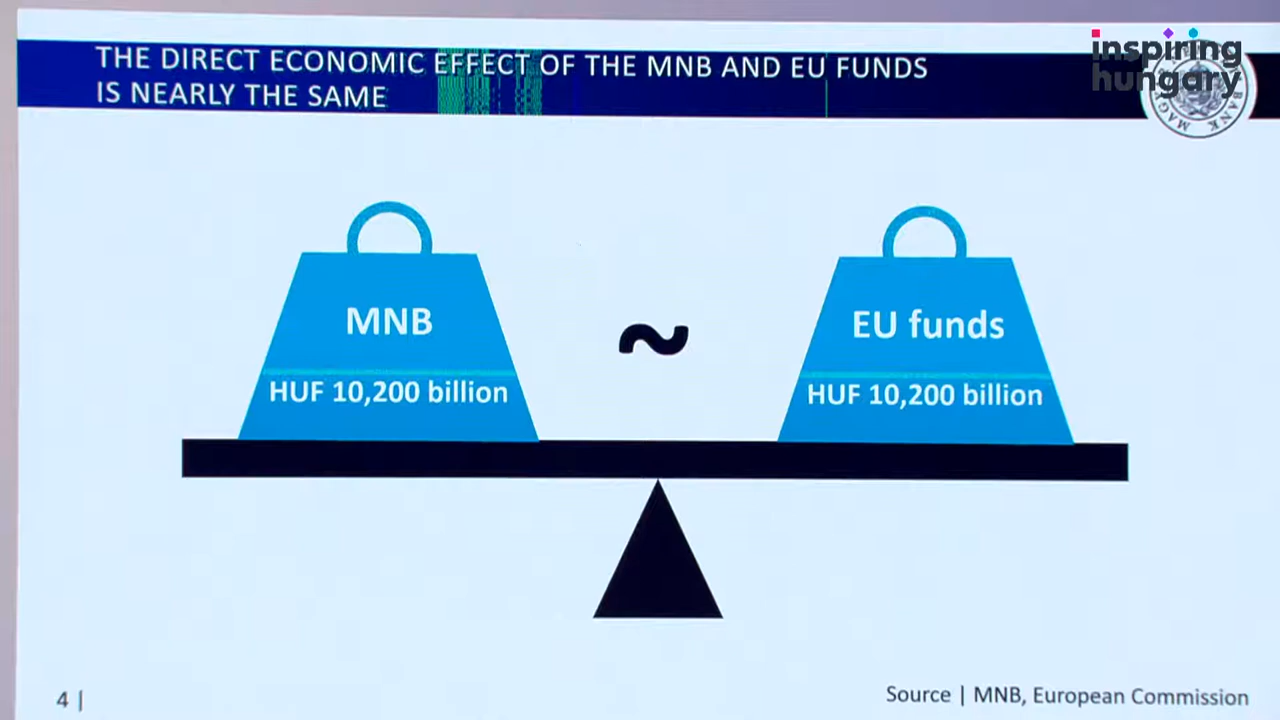 THE DIRECT ECONOMIC EFFECT OF THE MNB AND EU FUNDS
IS NEARLY THE SAME
inspiring
hungary
MNB
HUF 10,200 billion
~
EU funds
HUF 10,200 billion
4 |
Source | MNB, European Commission